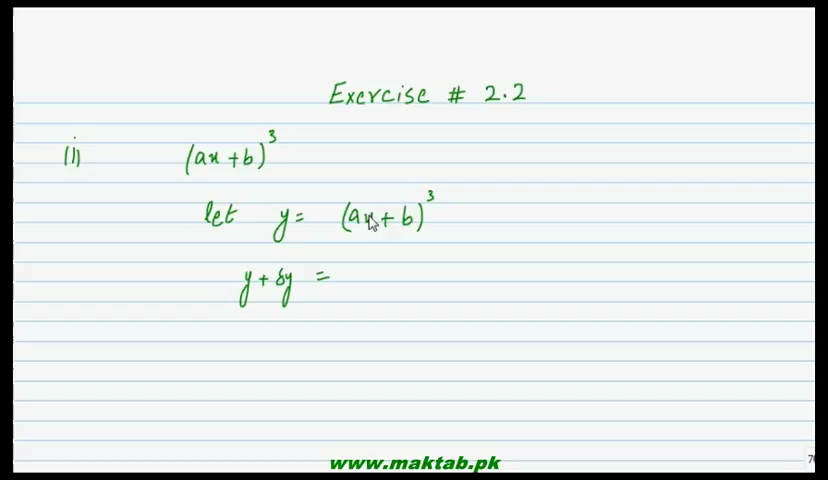 Exercise # 2.2
(i) (ax + b)³
let y = (ax + b)³
y + δy =
www.maktab.pk